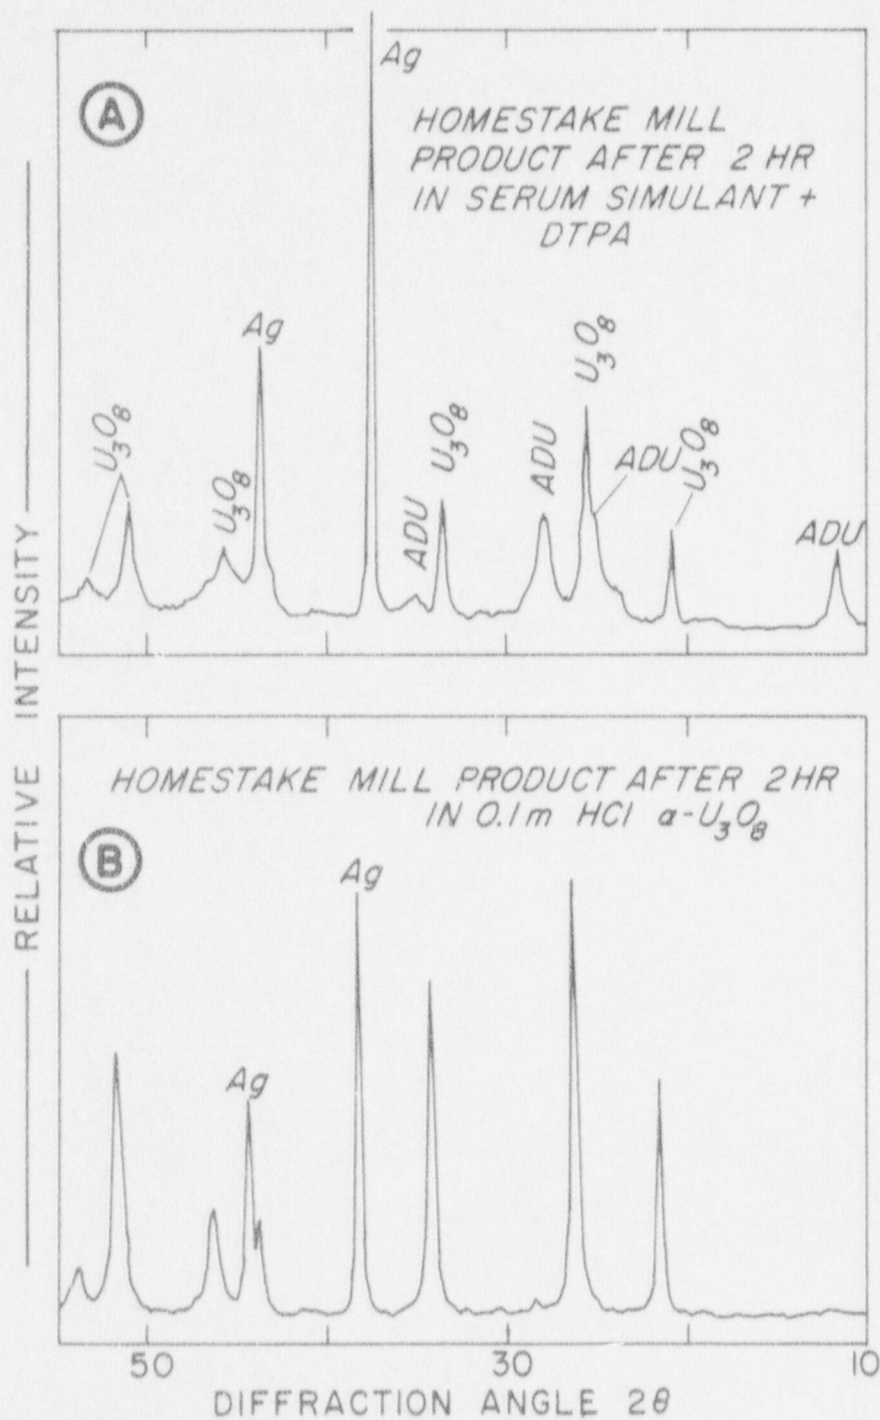 A
Ag
HOMESTAKE MILL
PRODUCT AFTER 2 HR
IN SERUM SIMULANT +
DTPA
Ag
U3O8
U3O8
ADU
U3O8
ADU
U3O8
ADU
U3O8
ADU
HOMESTAKE MILL PRODUCT AFTER 2HR
IN 0.1m HCl α-U3O8
B
Ag
Ag
RELATIVE INTENSITY
50 30 10
DIFFRACTION ANGLE 2θ